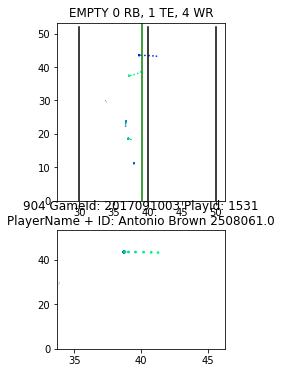 EMPTY 0 RB, 1 TE, 4 WR
50
40
30
20
10
0
30 35 40 45 50
904 GameId: 2017091003 PlayId: 1531
PlayerName + ID: Antonio Brown 2508061.0
40
20
0
35 40 45